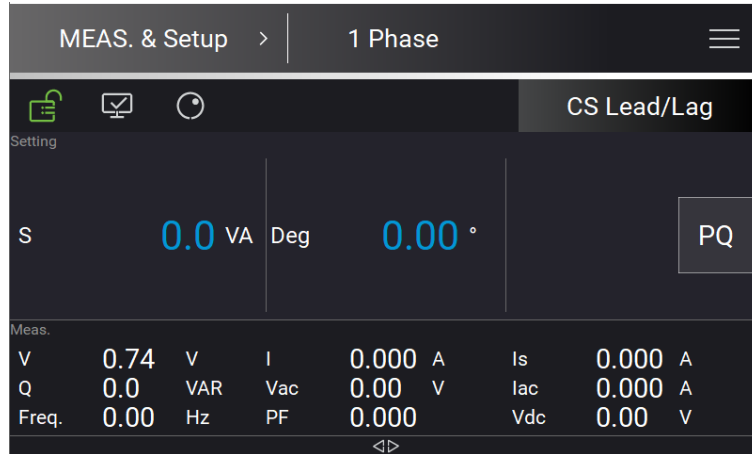 MEAS. & Setup > 1 Phase
CS Lead/Lag
Setting
S 0.0 VA Deg 0.00 ° PQ
Meas.
V 0.74 V I 0.000 A Is 0.000 A
Q 0.0 VAR Vac 0.00 V Iac 0.000 A
Freq. 0.00 Hz PF 0.000 Vdc 0.00 V